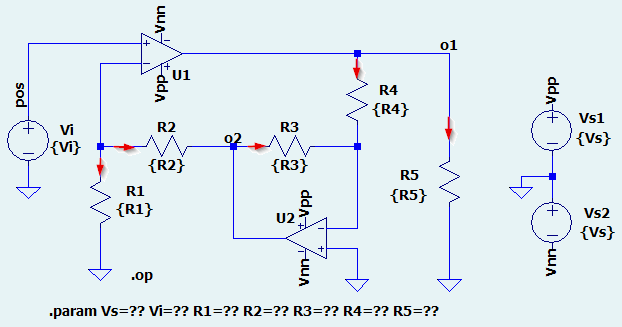 Vnn
o1
U1
Vpp
pos
Vi
{Vi}
R4
{R4}
Vpp
Vs1
{Vs}
R2
{R2}
o2
R3
{R3}
R1
{R1}
R5
{R5}
Vpp
U2
Vnn
Vs2
{Vs}
Vnn
.op
.param Vs=?? Vi=?? R1=?? R2=?? R3=?? R4=?? R5=??